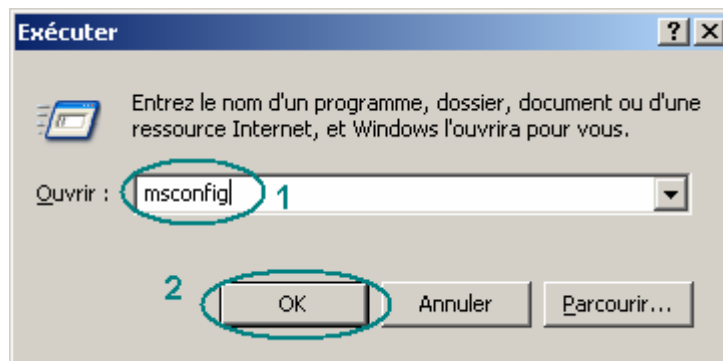 Exécuter
Entrez le nom d'un programme, dossier, document ou d'une
ressource Internet, et Windows l'ouvrira pour vous.
Ouvrir : msconfig 1
2 OK Annuler Parcourir...